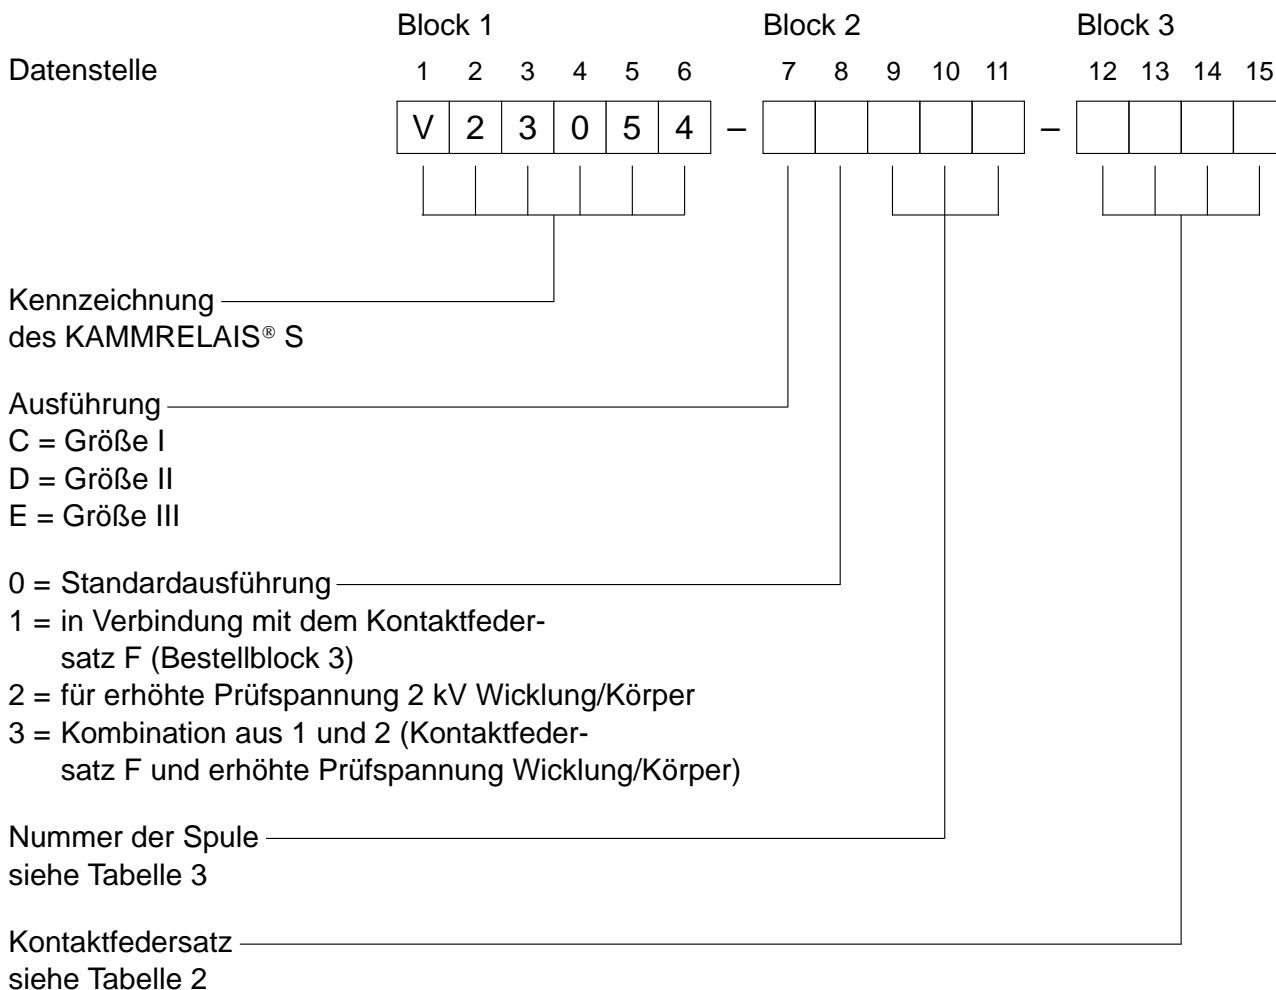 Block 1 Block 2 Block 3
Datenstelle 1 2 3 4 5 6 7 8 9 10 11 12 13 14 15
V 2 3 0 5 4 – –
Kennzeichnung
des KAMMRELAIS® S
Ausführung
C = Größe I
D = Größe II
E = Größe III
0 = Standardausführung
1 = in Verbindung mit dem Kontaktfeder-
satz F (Bestellblock 3)
2 = für erhöhte Prüfspannung 2 kV Wicklung/Körper
3 = Kombination aus 1 und 2 (Kontaktfeder-
satz F und erhöhte Prüfspannung Wicklung/Körper)
Nummer der Spule
siehe Tabelle 3
Kontaktfedersatz
siehe Tabelle 2